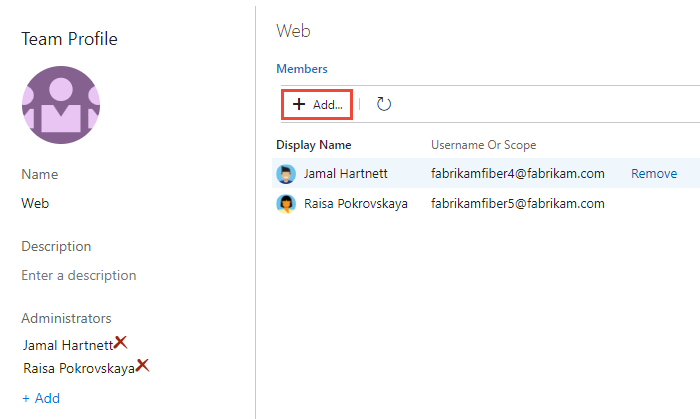 Team Profile
Name
Web
Description
Enter a description
Administrators
Jamal Hartnett
Raisa Pokrovskaya
+ Add
Web
Members
+ Add...
Display Name Username Or Scope
Jamal Hartnett fabrikamfiber4@fabrikam.com Remove
Raisa Pokrovskaya fabrikamfiber5@fabrikam.com